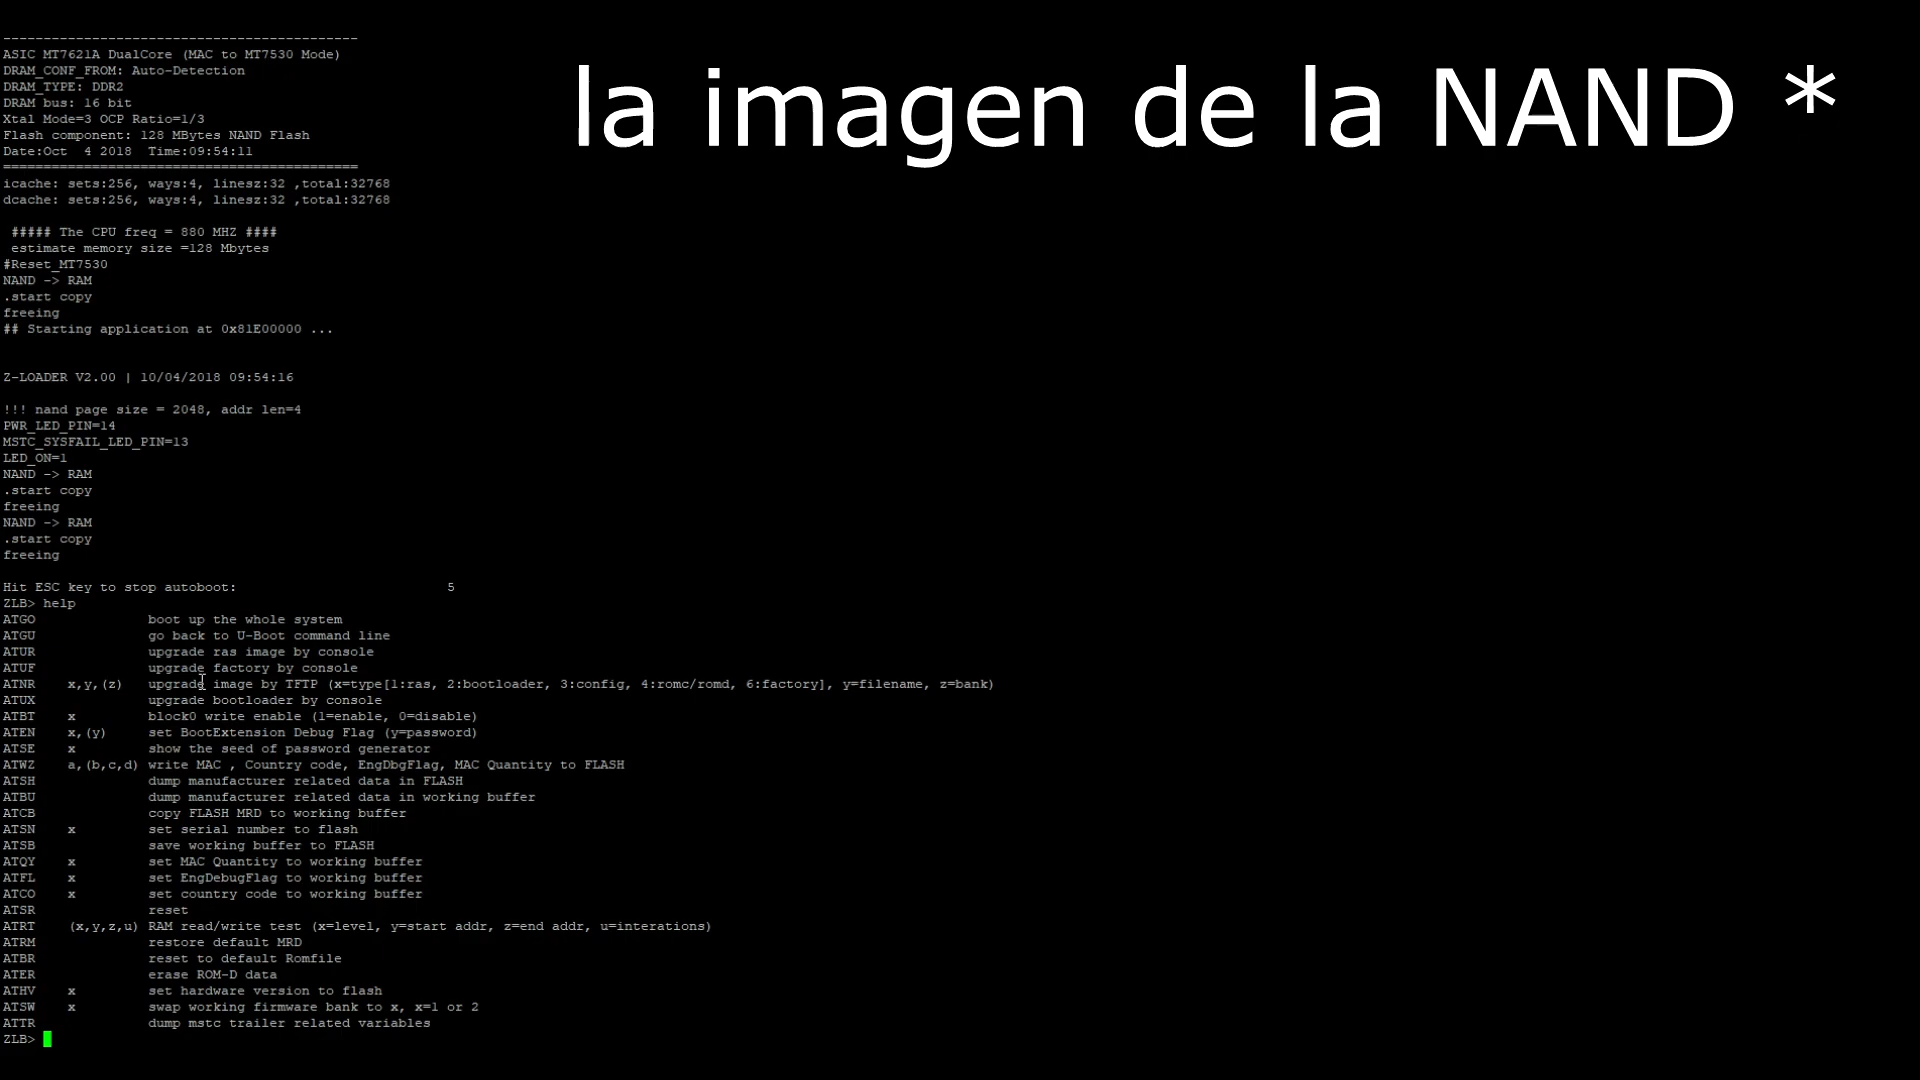 --------------------------------------------
ASIC MT7621A DualCore (MAC to MT7530 Mode)
DRAM_CONF_FROM: Auto-Detection
DRAM_TYPE: DDR2
DRAM bus: 16 bit
Xtal Mode=3 OCP Ratio=1/3
Flash component: 128 MBytes NAND Flash
Date:Oct  4 2018  Time:09:54:11
============================================
icache: sets:256, ways:4, linesz:32 ,total:32768
dcache: sets:256, ways:4, linesz:32 ,total:32768
la imagen de la NAND *
##### The CPU freq = 880 MHZ ####
estimate memory size =128 Mbytes
#Reset_MT7530
NAND -> RAM
.start copy
freeing
## Starting application at 0x81E00000 ...
Z-LOADER V2.00 | 10/04/2018 09:54:16
!!! nand page size = 2048, addr len=4
PWR_LED_PIN=14
MSTC_SYSFAIL_LED_PIN=13
LED_ON=1
NAND -> RAM
.start copy
freeing
NAND -> RAM
.start copy
freeing
Hit ESC key to stop autoboot: 5
ZLB> help
ATGO boot up the whole system
ATGU go back to U-Boot command line
ATUR upgrade ras image by console
ATUF upgrade factory by console
ATNR x,y,(z) upgrade image by TFTP (x=type[1:ras, 2:bootloader, 3:config, 4:romc/romd, 6:factory], y=filename, z=bank)
ATUX upgrade bootloader by console
ATBT x block0 write enable (1=enable, 0=disable)
ATEN x,(y) set BootExtension Debug Flag (y=password)
ATSE x show the seed of password generator
ATWZ a,(b,c,d) write MAC , Country code, EngDbgFlag, MAC Quantity to FLASH
ATSH dump manufacturer related data in FLASH
ATBU dump manufacturer related data in working buffer
ATCB copy FLASH MRD to working buffer
ATSN x set serial number to flash
ATSB save working buffer to FLASH
ATQY x set MAC Quantity to working buffer
ATFL x set EngDebugFlag to working buffer
ATCO x set country code to working buffer
ATSR reset
ATRT (x,y,z,u) RAM read/write test (x=level, y=start addr, z=end addr, u=interations)
ATRM restore default MRD
ATBR reset to default Romfile
ATER erase ROM-D data
ATHV x set hardware version to flash
ATSW x swap working firmware bank to x, x=1 or 2
ATTR dump mstc trailer related variables
ZLB>